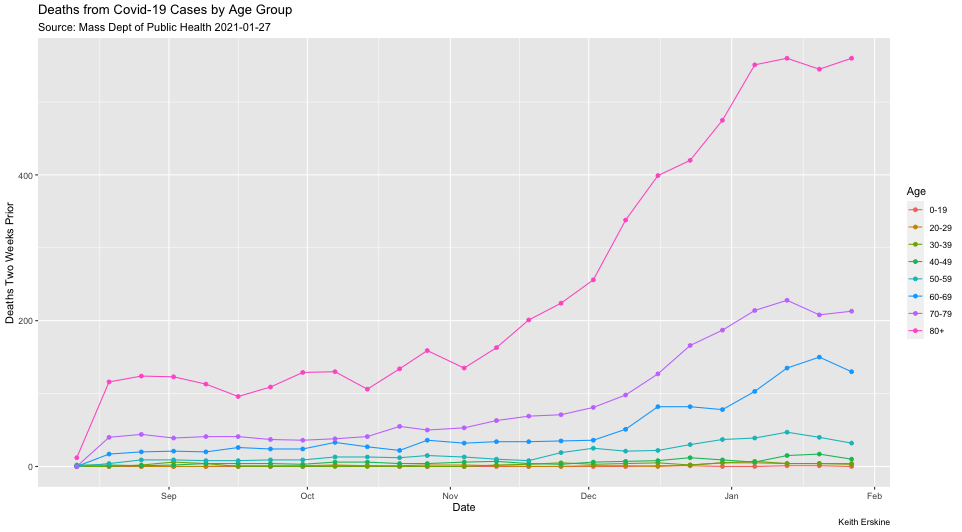 Deaths from Covid-19 Cases by Age Group
Source: Mass Dept of Public Health 2021-01-27
Deaths Two Weeks Prior
400
200
0
Sep
Oct
Nov
Dec
Jan
Feb
Date
Age
0-19
20-29
30-39
40-49
50-59
60-69
70-79
80+
Keith Erskine